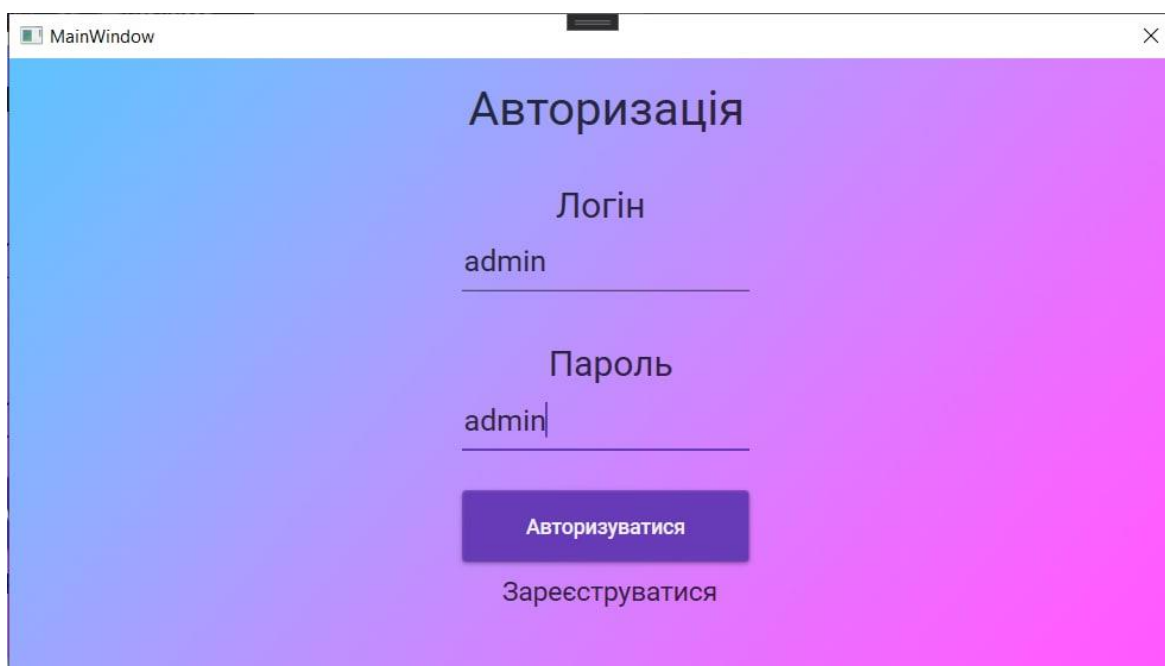 MainWindow
Авторизація
Логін
admin
Пароль
admin
Авторизуватися
Зареєструватися